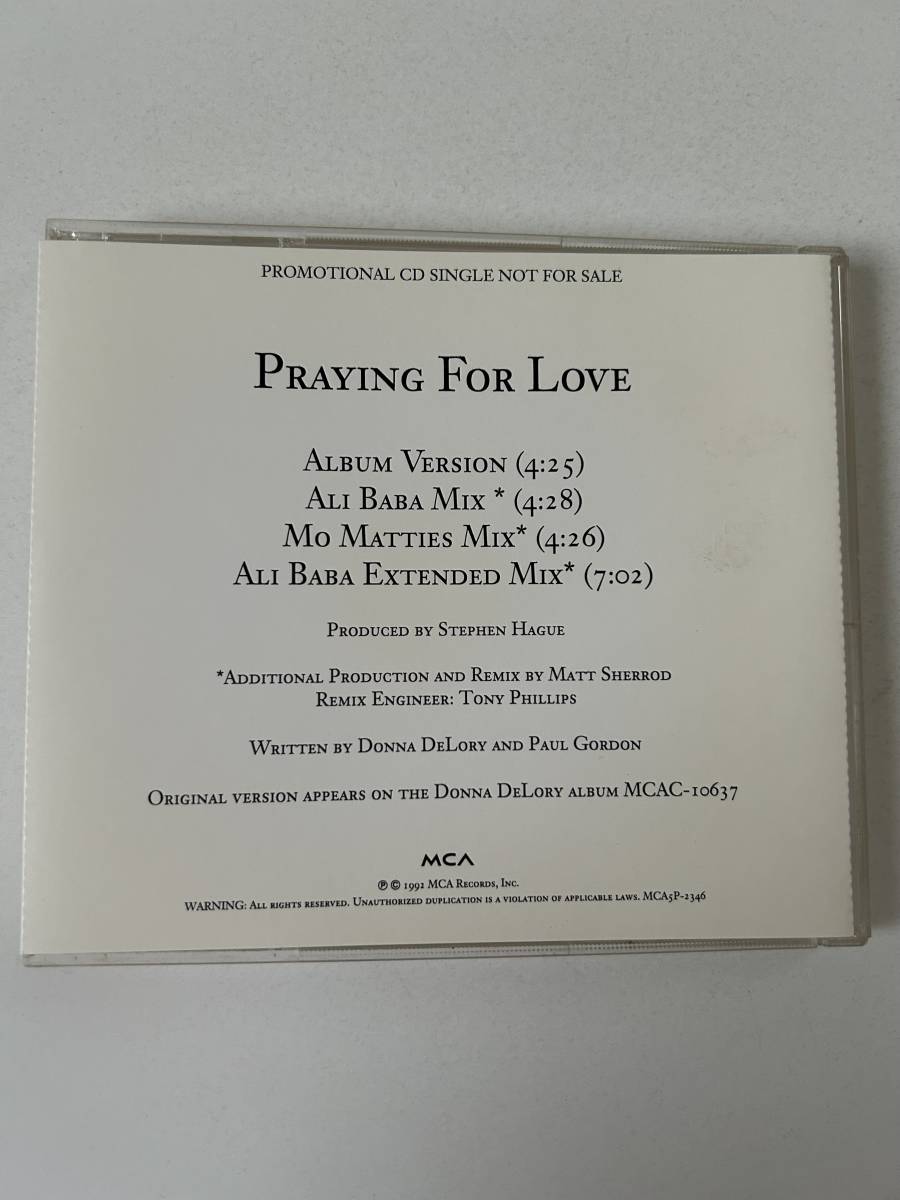 PROMOTIONAL CD SINGLE NOT FOR SALE
PRAYING FOR LOVE
ALBUM VERSION (4:25)
ALI BABA MIX * (4:28)
MO MATTIES MIX* (4:26)
ALI BABA EXTENDED MIX* (7:02)
PRODUCED BY STEPHEN HAGUE
*ADDITIONAL PRODUCTION AND REMIX BY MATT SHERROD
REMIX ENGINEER: TONY PHILLIPS
WRITTEN BY DONNA DELORY AND PAUL GORDON
ORIGINAL VERSION APPEARS ON THE DONNA DELORY ALBUM MCAC-10637
MCA
℗ © 1992 MCA RECORDS, INC.
WARNING: ALL RIGHTS RESERVED. UNAUTHORIZED DUPLICATION IS A VIOLATION OF APPLICABLE LAWS. MCA5P-2346